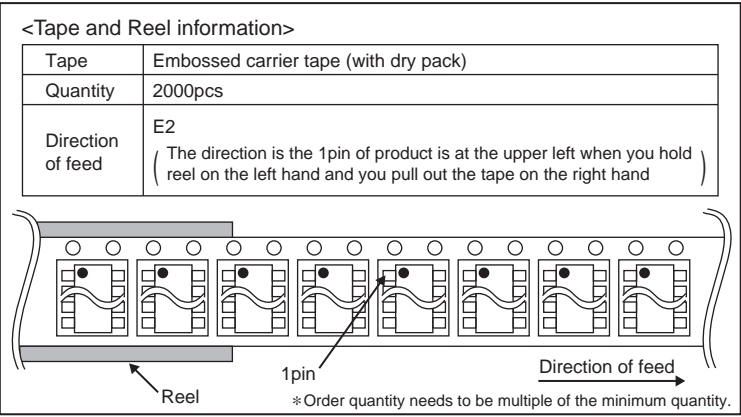 <Tape and Reel information>
Tape Embossed carrier tape (with dry pack)
Quantity 2000pcs
Direction of feed E2
( The direction is the 1pin of product is at the upper left when you hold
reel on the left hand and you pull out the tape on the right hand )
Reel
1pin
Direction of feed
*Order quantity needs to be multiple of the minimum quantity.